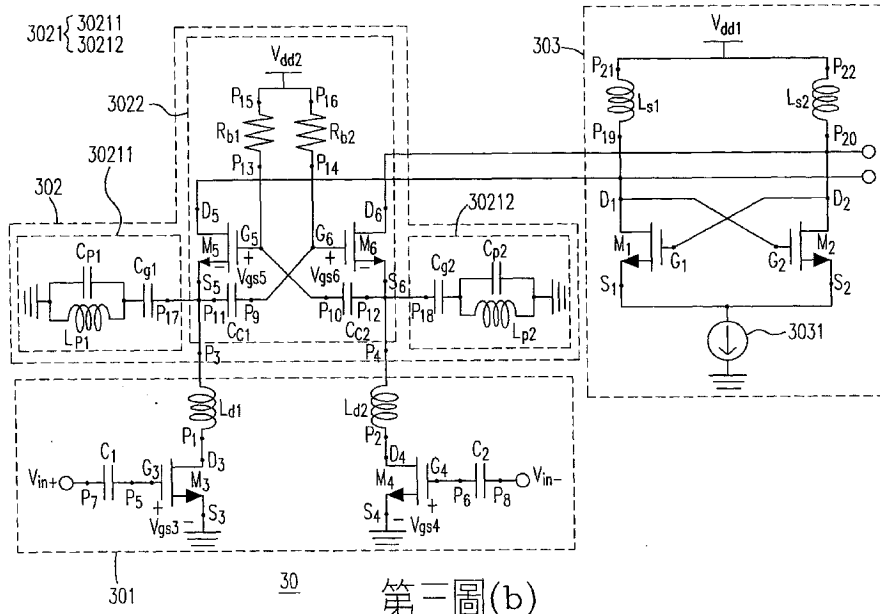 3021 { 30211
30212
3022
30211
302
30212
303
Vdd2
Vdd1
P15 P16
Rb1 Rb2
P13 P14
P21 P22
Ls1 Ls2
P19 P20
D5 D6
M5 G5 G6 M6
Vgs5 + − Vgs6 + −
S5 S6
CP1 Cg1
LP1 P17
P11 P9
CC1
P10 P12
CC2
P18 Cg2 Cp2
Lp2
D1 D2
M1 G1 G2 M2
S1 S2
3031
P3 P4
Ld1 Ld2
P1 P2
D3 D4
Vin+ P7 C1 P5 G3 M3
M4 G4 P6 C2 P8 Vin-
+ Vgs3 − S3
S4 − Vgs4 +
301
30
第三圖(b)